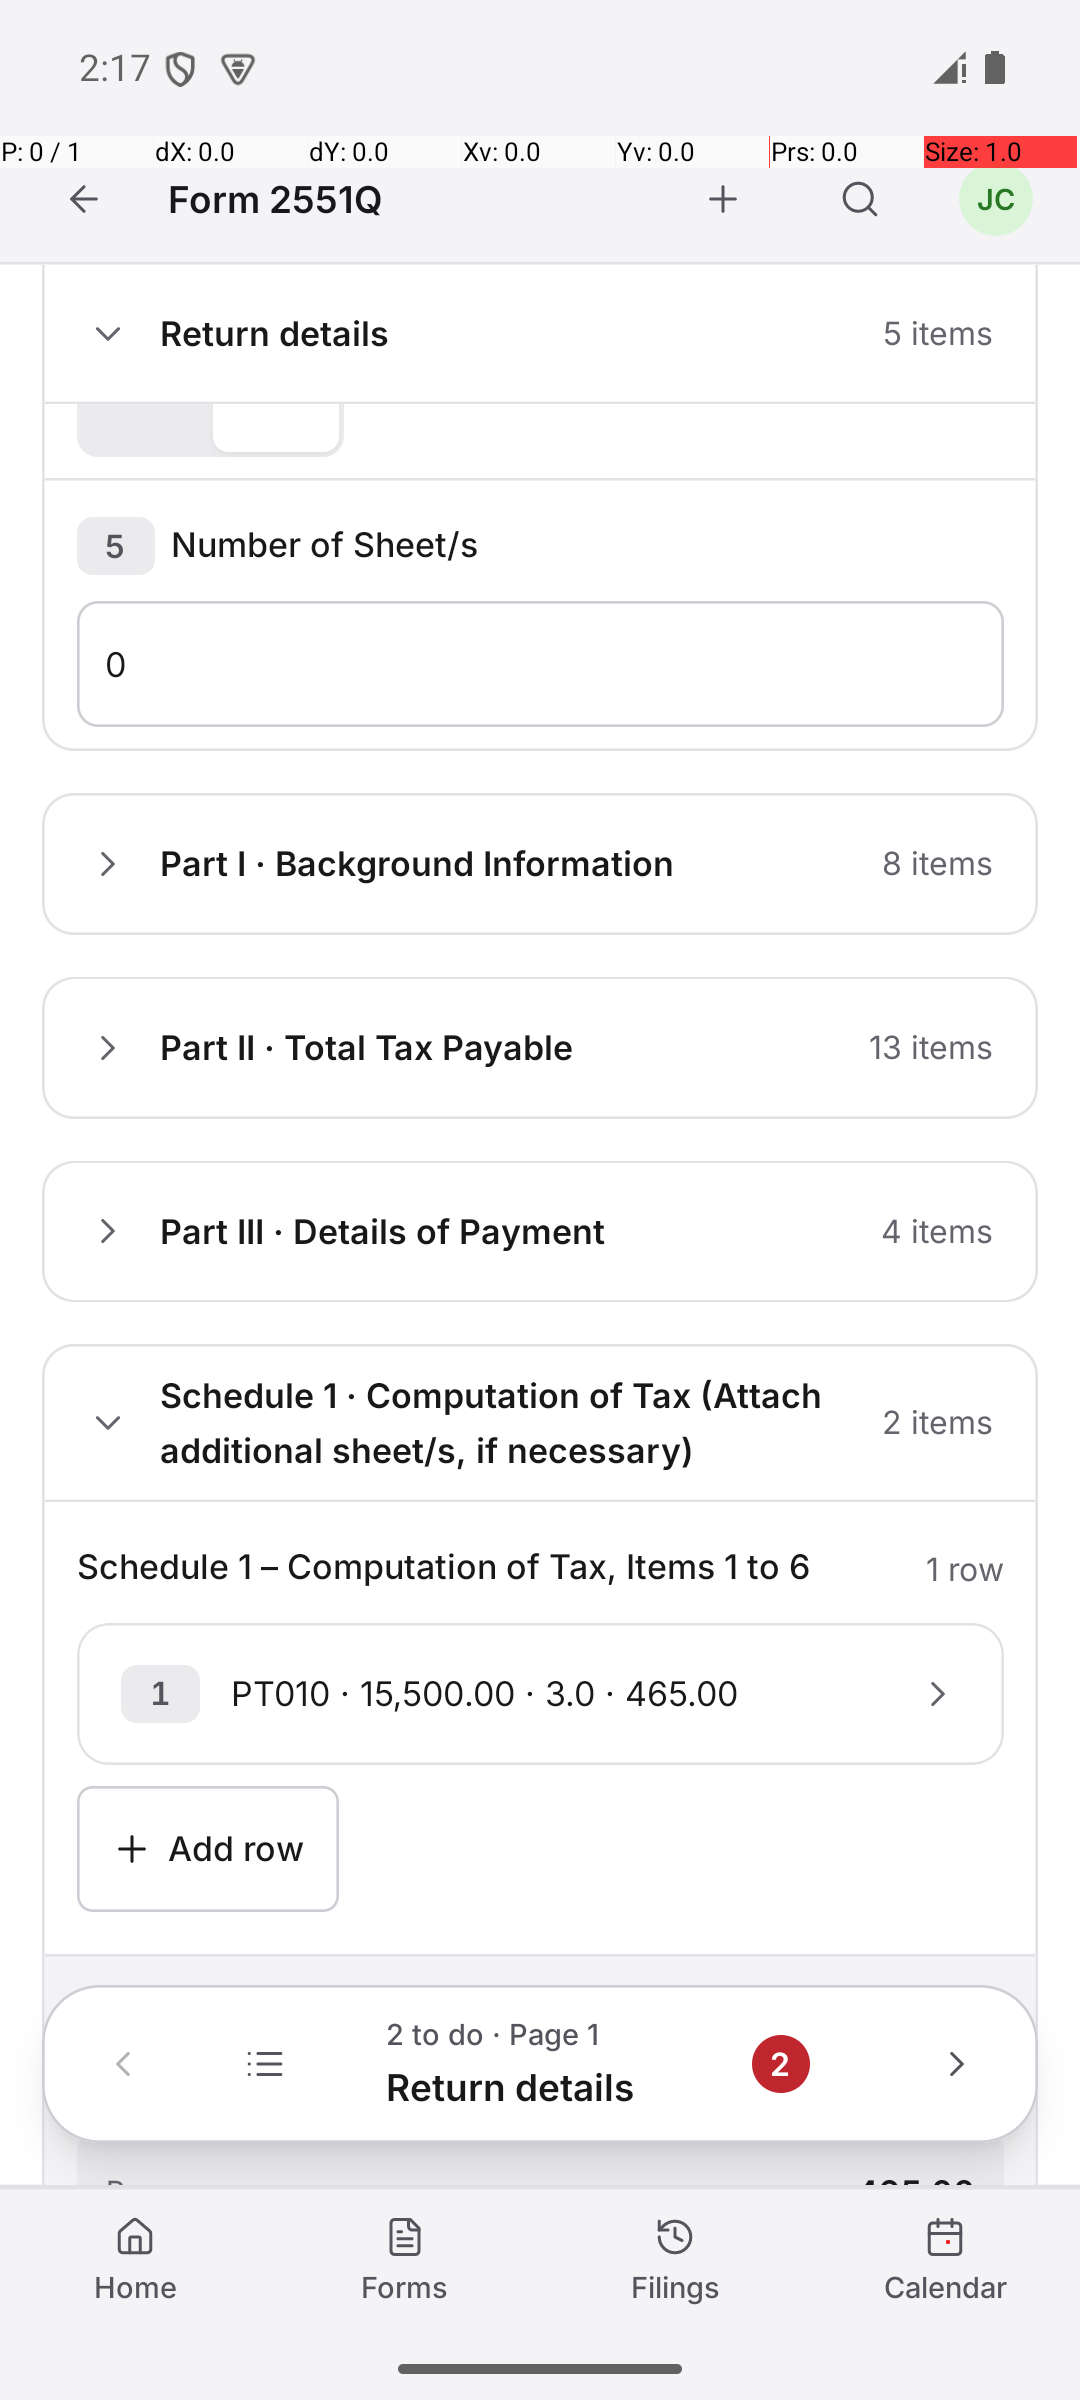 2:17
P: 0 / 1 dX: 0.0 dY: 0.0 Xv: 0.0 Yv: 0.0 Prs: 0.0 Size: 1.0
Form 2551Q
JC
Return details
5 items
5 Number of Sheet/s
0
Part I · Background Information
8 items
Part II · Total Tax Payable
13 items
Part III · Details of Payment
4 items
Schedule 1 · Computation of Tax (Attach
additional sheet/s, if necessary)
2 items
Schedule 1 – Computation of Tax, Items 1 to 6
1 row
1 PT010 · 15,500.00 · 3.0 · 465.00
Add row
2 to do · Page 1
Return details
2
Home
Forms
Filings
Calendar